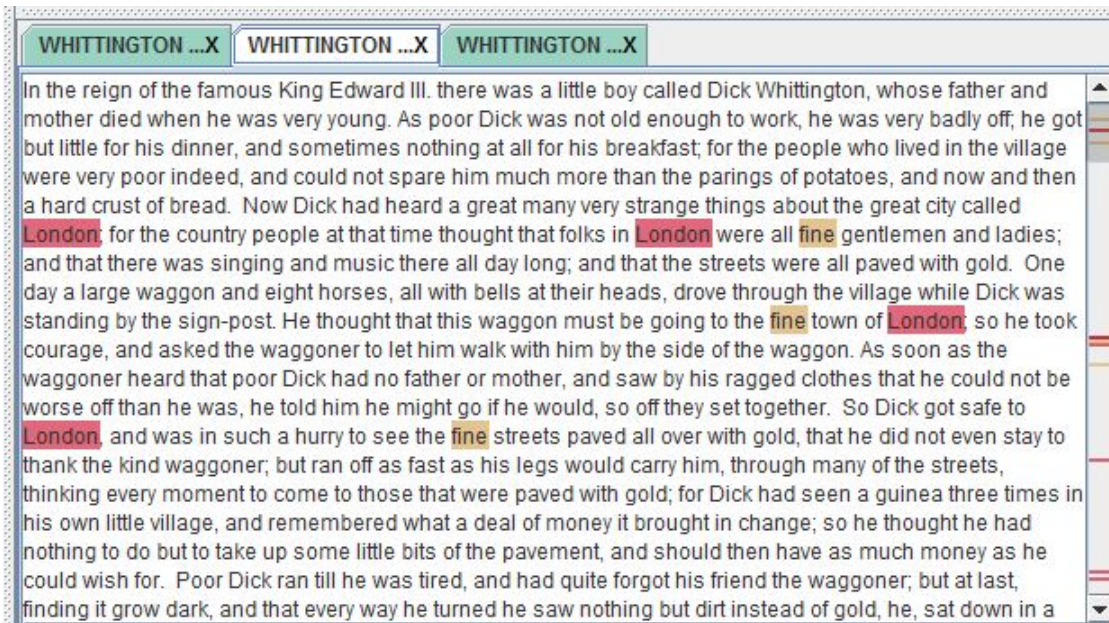 WHITTINGTON ...X WHITTINGTON ...X WHITTINGTON ...X
In the reign of the famous King Edward III. there was a little boy called Dick Whittington, whose father and
mother died when he was very young. As poor Dick was not old enough to work, he was very badly off; he got
but little for his dinner, and sometimes nothing at all for his breakfast; for the people who lived in the village
were very poor indeed, and could not spare him much more than the parings of potatoes, and now and then
a hard crust of bread.  Now Dick had heard a great many very strange things about the great city called
London; for the country people at that time thought that folks in London were all fine gentlemen and ladies;
and that there was singing and music there all day long; and that the streets were all paved with gold.  One
day a large waggon and eight horses, all with bells at their heads, drove through the village while Dick was
standing by the sign-post. He thought that this waggon must be going to the fine town of London; so he took
courage, and asked the waggoner to let him walk with him by the side of the waggon. As soon as the
waggoner heard that poor Dick had no father or mother, and saw by his ragged clothes that he could not be
worse off than he was, he told him he might go if he would, so off they set together.  So Dick got safe to
London, and was in such a hurry to see the fine streets paved all over with gold, that he did not even stay to
thank the kind waggoner; but ran off as fast as his legs would carry him, through many of the streets,
thinking every moment to come to those that were paved with gold; for Dick had seen a guinea three times in
his own little village, and remembered what a deal of money it brought in change; so he thought he had
nothing to do but to take up some little bits of the pavement, and should then have as much money as he
could wish for.  Poor Dick ran till he was tired, and had quite forgot his friend the waggoner; but at last,
finding it grow dark, and that every way he turned he saw nothing but dirt instead of gold, he, sat down in a